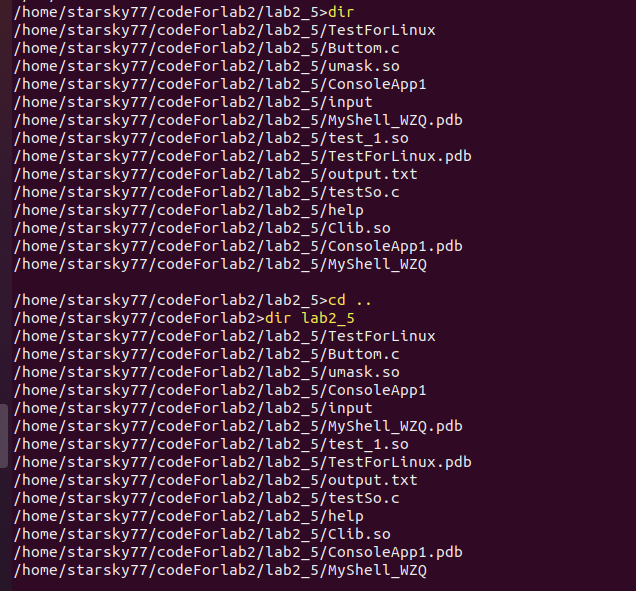 /home/starsky77/codeForlab2/lab2_5>dir
/home/starsky77/codeForlab2/lab2_5/TestForLinux
/home/starsky77/codeForlab2/lab2_5/Buttom.c
/home/starsky77/codeForlab2/lab2_5/umask.so
/home/starsky77/codeForlab2/lab2_5/ConsoleApp1
/home/starsky77/codeForlab2/lab2_5/input
/home/starsky77/codeForlab2/lab2_5/MyShell_WZQ.pdb
/home/starsky77/codeForlab2/lab2_5/test_1.so
/home/starsky77/codeForlab2/lab2_5/TestForLinux.pdb
/home/starsky77/codeForlab2/lab2_5/output.txt
/home/starsky77/codeForlab2/lab2_5/testSo.c
/home/starsky77/codeForlab2/lab2_5/help
/home/starsky77/codeForlab2/lab2_5/Clib.so
/home/starsky77/codeForlab2/lab2_5/ConsoleApp1.pdb
/home/starsky77/codeForlab2/lab2_5/MyShell_WZQ
/home/starsky77/codeForlab2/lab2_5>cd ..
/home/starsky77/codeForlab2>dir lab2_5
/home/starsky77/codeForlab2/lab2_5/TestForLinux
/home/starsky77/codeForlab2/lab2_5/Buttom.c
/home/starsky77/codeForlab2/lab2_5/umask.so
/home/starsky77/codeForlab2/lab2_5/ConsoleApp1
/home/starsky77/codeForlab2/lab2_5/input
/home/starsky77/codeForlab2/lab2_5/MyShell_WZQ.pdb
/home/starsky77/codeForlab2/lab2_5/test_1.so
/home/starsky77/codeForlab2/lab2_5/TestForLinux.pdb
/home/starsky77/codeForlab2/lab2_5/output.txt
/home/starsky77/codeForlab2/lab2_5/testSo.c
/home/starsky77/codeForlab2/lab2_5/help
/home/starsky77/codeForlab2/lab2_5/Clib.so
/home/starsky77/codeForlab2/lab2_5/ConsoleApp1.pdb
/home/starsky77/codeForlab2/lab2_5/MyShell_WZQ